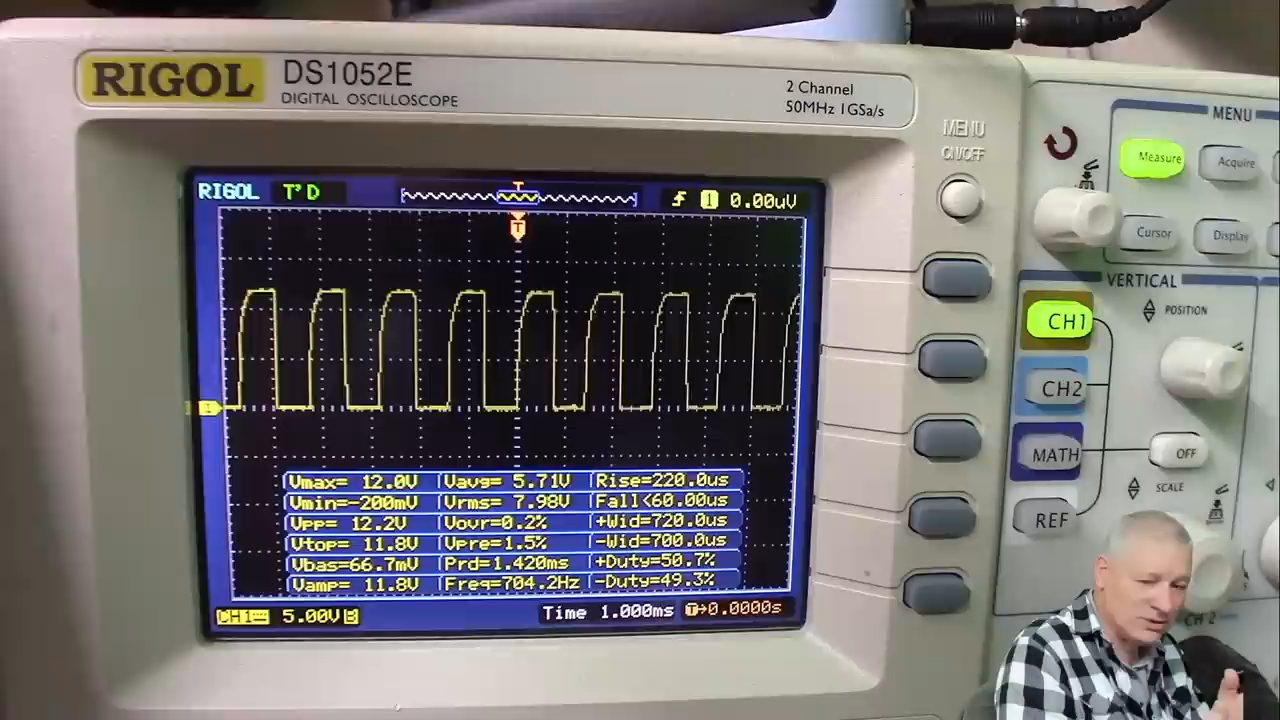 RIGOL DS1052E
DIGITAL OSCILLOSCOPE
2 Channel
50MHz 1GSa/s
MENU
ON/OFF
MENU
Measure
Acquire
Cursor
Display
VERTICAL
POSITION
CH1
CH2
MATH
OFF
SCALE
REF
CH 2
RIGOL T'D T 1 0.00uV
T
1
Vmax= 12.0V Vavg= 5.71V Rise=220.0us
Vmin=-200mV Vrms= 7.98V Fall<60.00us
Vpp= 12.2V Vovr=0.2% +Wid=720.0us
Vtop= 11.8V Vpre=1.5% -Wid=700.0us
Vbas=66.7mV Prd=1.420ms +Duty=50.7%
Vamp= 11.8V Freq=704.2Hz -Duty=49.3%
CH1 5.00V B Time 1.000ms T→0.0000s